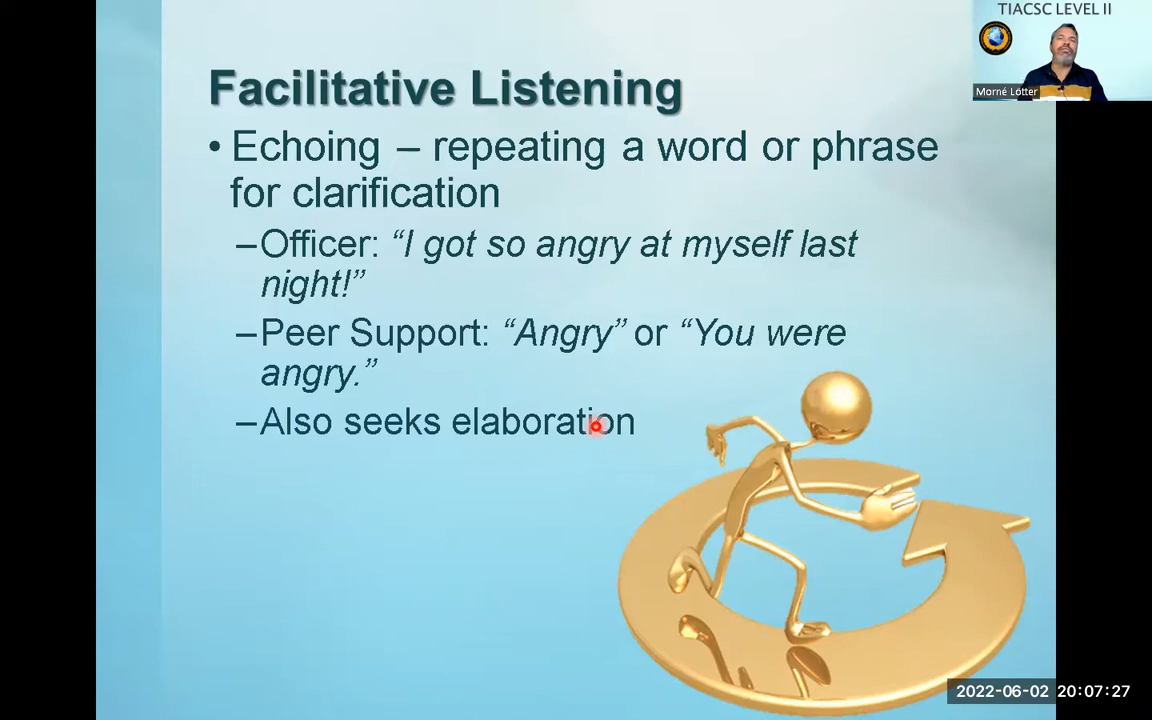 TIACSC LEVEL II
Morné Lötter
Facilitative Listening
• Echoing – repeating a word or phrase
for clarification
–Officer: “I got so angry at myself last
night!”
–Peer Support: “Angry” or “You were
angry.”
–Also seeks elaboration
2022-06-02 20:07:27